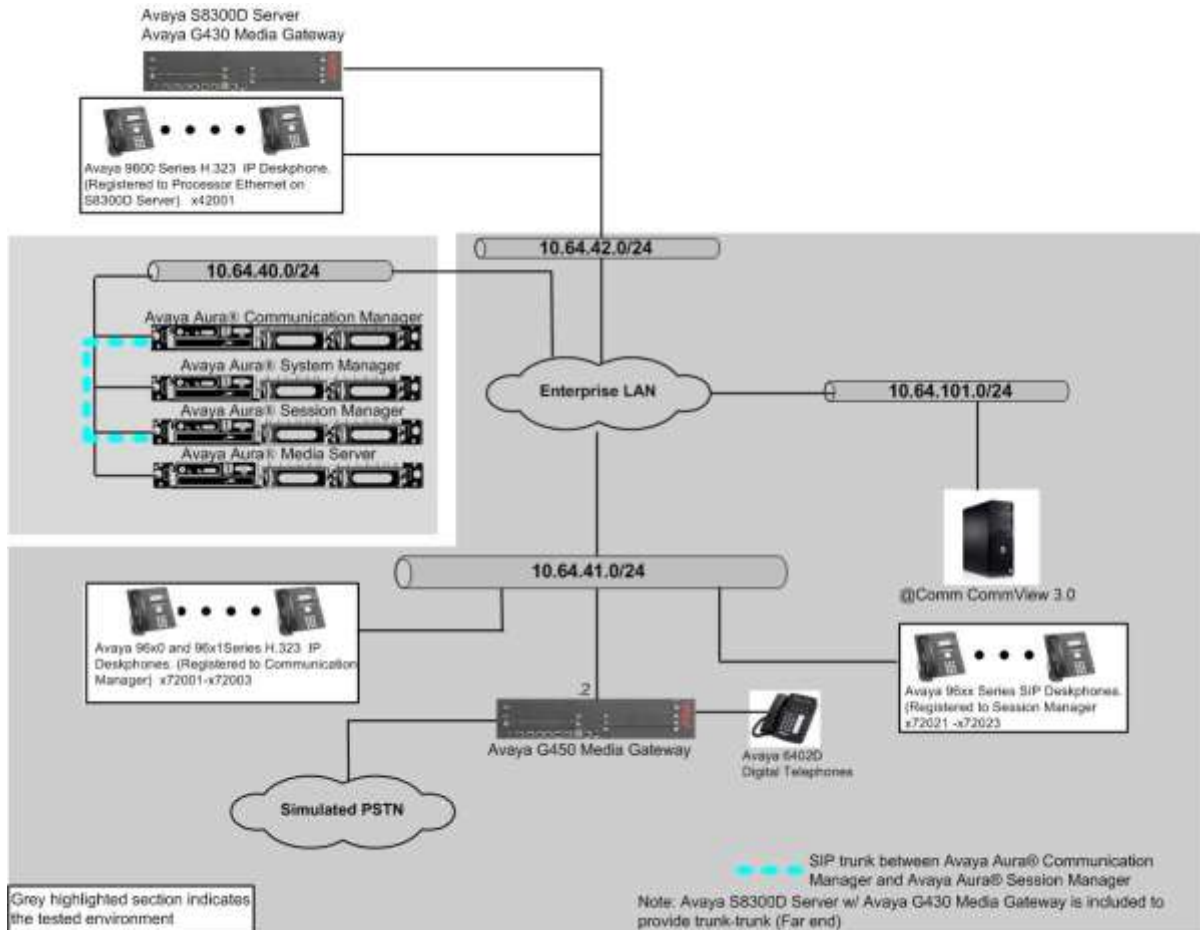 Avaya S8300D Server
Avaya G430 Media Gateway
Avaya 9600 Series H.323 IP Deskphone.
(Registered to Processor Ethernet on
S8300D Server) x42001
10.64.42.0/24
10.64.40.0/24
Avaya Aura® Communication Manager
Avaya Aura® System Manager
Avaya Aura® Session Manager
Avaya Aura® Media Server
Enterprise LAN
10.64.101.0/24
@Comm CommView 3.0
10.64.41.0/24
Avaya 96x0 and 96x1Series H.323 IP
Deskphones. (Registered to Communication
Manager) x72001-x72003
Avaya 96xx Series SIP Deskphones.
(Registered to Session Manager
x72021 -x72023
.2
Avaya G450 Media Gateway
Avaya 6402D
Digital Telephones
Simulated PSTN
SIP trunk between Avaya Aura® Communication
Manager and Avaya Aura® Session Manager
Note: Avaya S8300D Server w/ Avaya G430 Media Gateway is included to
provide trunk-trunk (Far end)
Grey highlighted section indicates
the tested environment